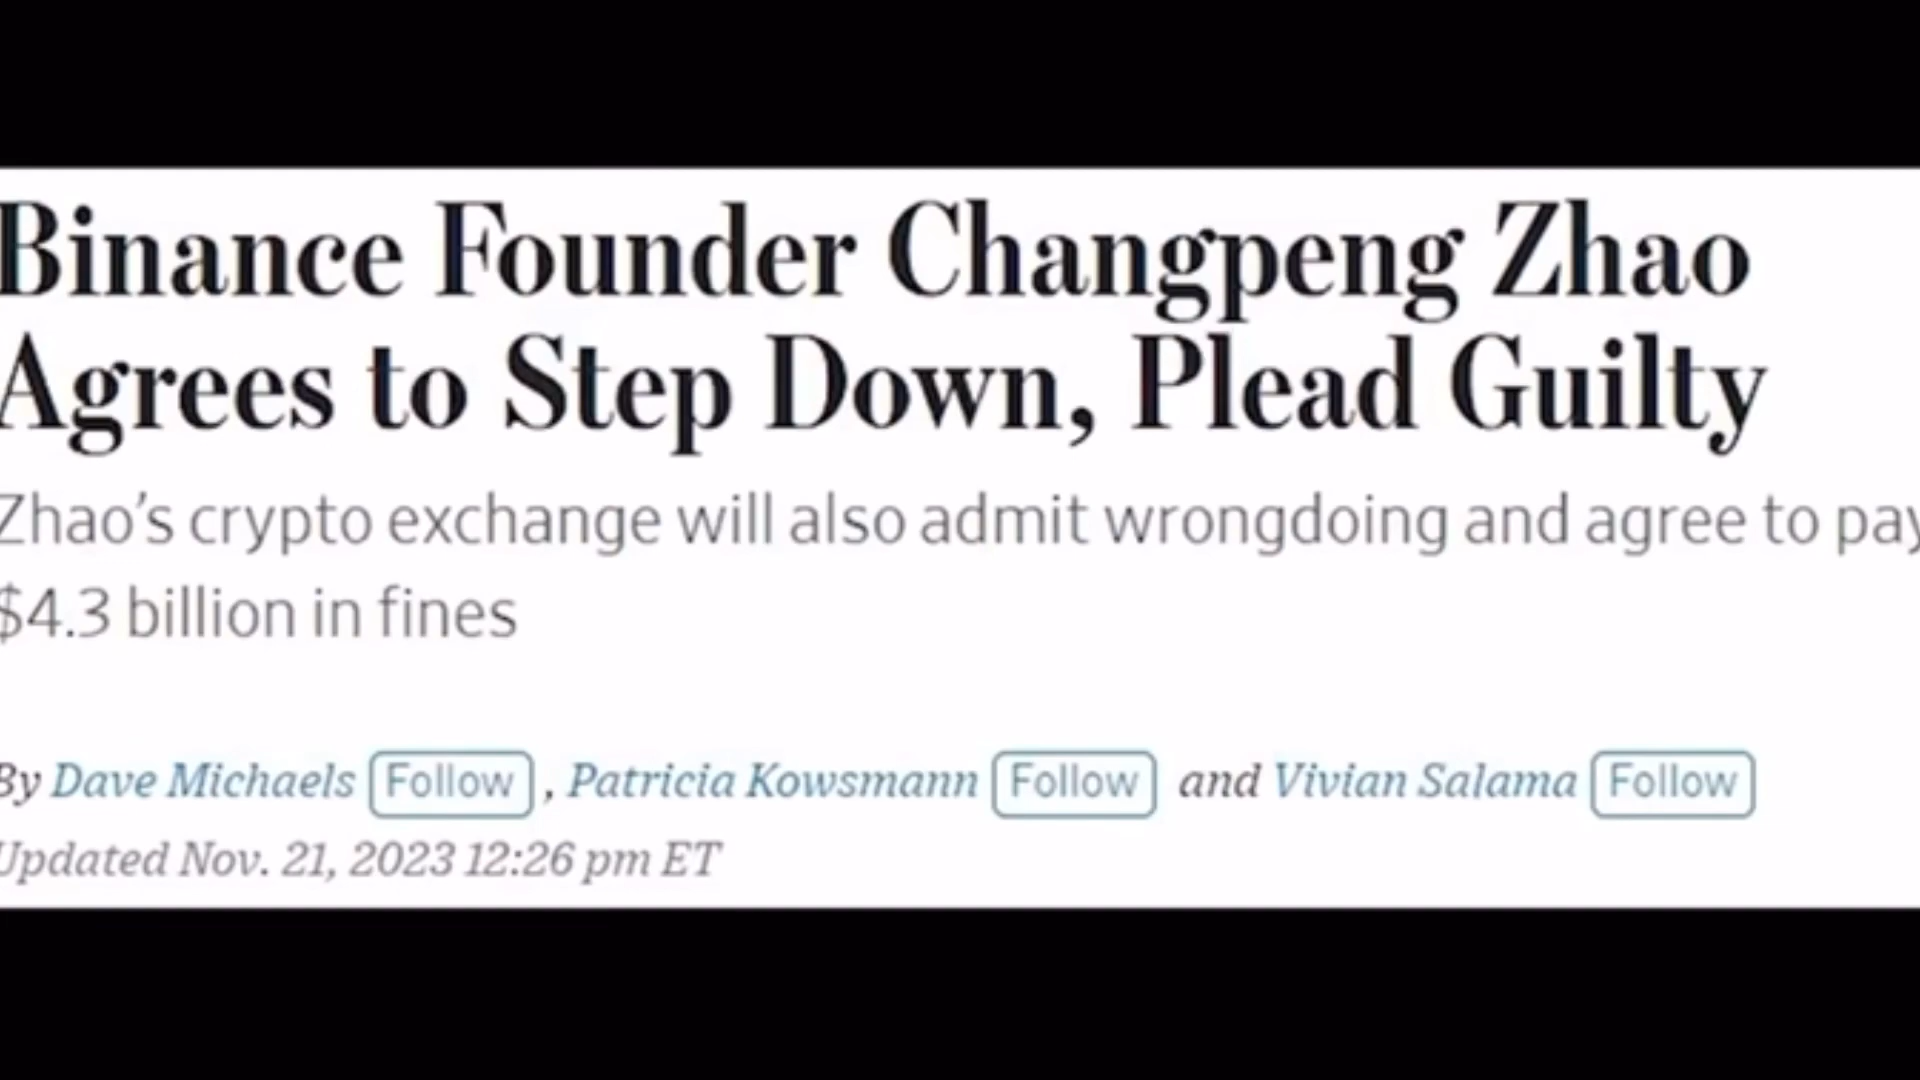 Binance Founder Changpeng Zhao
Agrees to Step Down, Plead Guilty
Zhao’s crypto exchange will also admit wrongdoing and agree to pay
$4.3 billion in fines
By Dave Michaels Follow , Patricia Kowsmann Follow and Vivian Salama Follow
Updated Nov. 21, 2023 12:26 pm ET